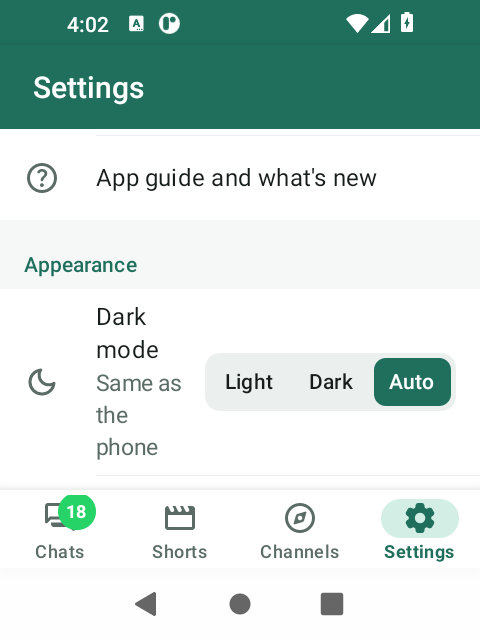 4:02
Settings
App guide and what's new
Appearance
Dark
mode
Same as
the
phone
Light Dark Auto
18
Chats Shorts Channels Settings